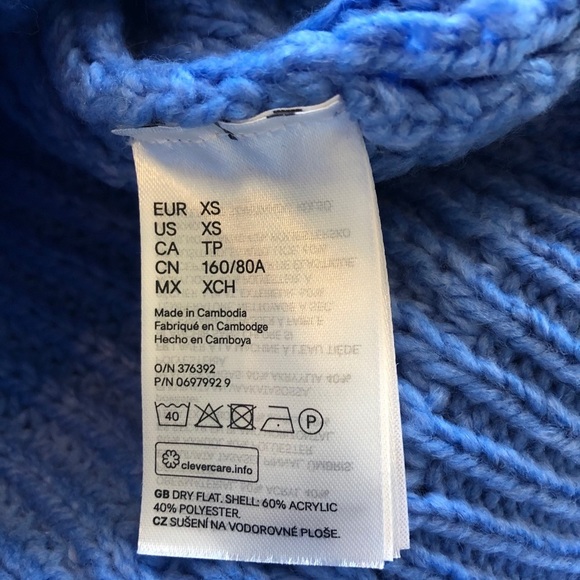 EUR XS
US XS
CA TP
CN 160/80A
MX XCH
Made in Cambodia
Fabriqué en Cambodge
Hecho en Camboya
O/N 376392
P/N 0697992 9
40 P
clevercare.info
GB DRY FLAT. SHELL: 60% ACRYLIC
40% POLYESTER.
CZ SUŠENÍ NA VODOROVNÉ PLOŠE.